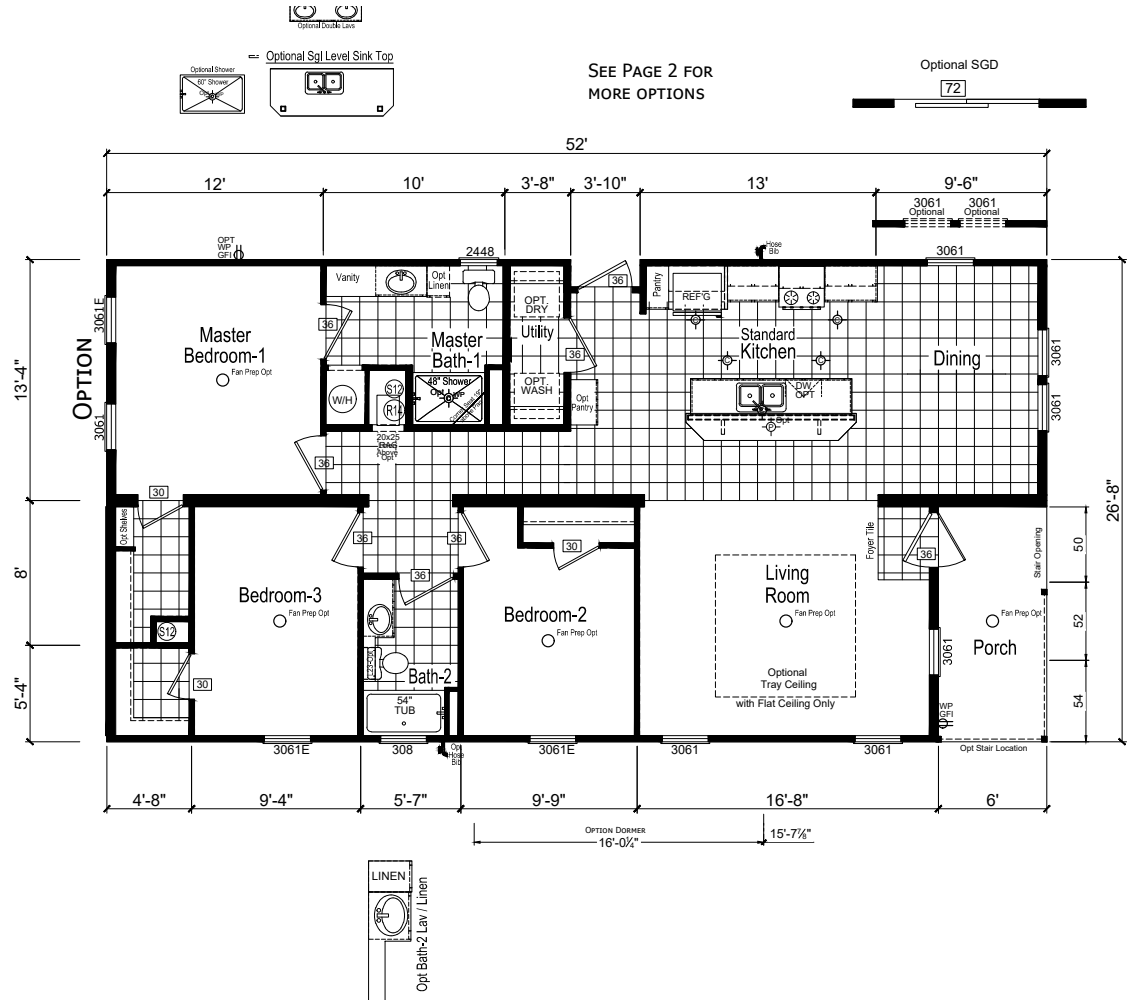 Optional Double Lavs
Optional Sgl Level Sink Top
Optional Shower
60" Shower
SEE PAGE 2 FOR
MORE OPTIONS
Optional SGD
72
52'
12'
10'
3'-8"
3'-10"
13'
9'-6"
3061
3061
Optional
Optional
OPT
WP
GFI
2448
Hose
Bib
3061
36
Vanity
Opt
Linen
OPT.
DRY
Pantry
REF'G
3061E
36
Utility
Master
Bedroom-1
Fan Prep Opt
Master
Bath-1
36
Standard
Kitchen
Dining
3061
13'-4"
OPTION
W/H
S12
R14
48" Shower
OPT.
WASH
Opt
Pantry
DW
OPT
3061
3061
P
Opt
20x25
Above
Opt
36
26'-8"
30
Opt Shelves
36
36
36
30
Foyer Tile
36
Stair Opening
50
8'
Bedroom-3
Fan Prep Opt
Bedroom-2
Fan Prep Opt
Living
Room
Fan Prep Opt
Fan Prep Opt
Porch
52
S12
3061
5'-4"
30
Bath-2
54"
TUB
Optional
Tray Ceiling
with Flat Ceiling Only
WP
GFI
54
3061E
308
Opt
Hose
Bib
3061E
3061
3061
Opt Stair Location
4'-8"
9'-4"
5'-7"
9'-9"
16'-8"
6'
OPTION DORMER
16'-0¼"
15'-7⅞"
LINEN
Opt Bath-2 Lav / Linen